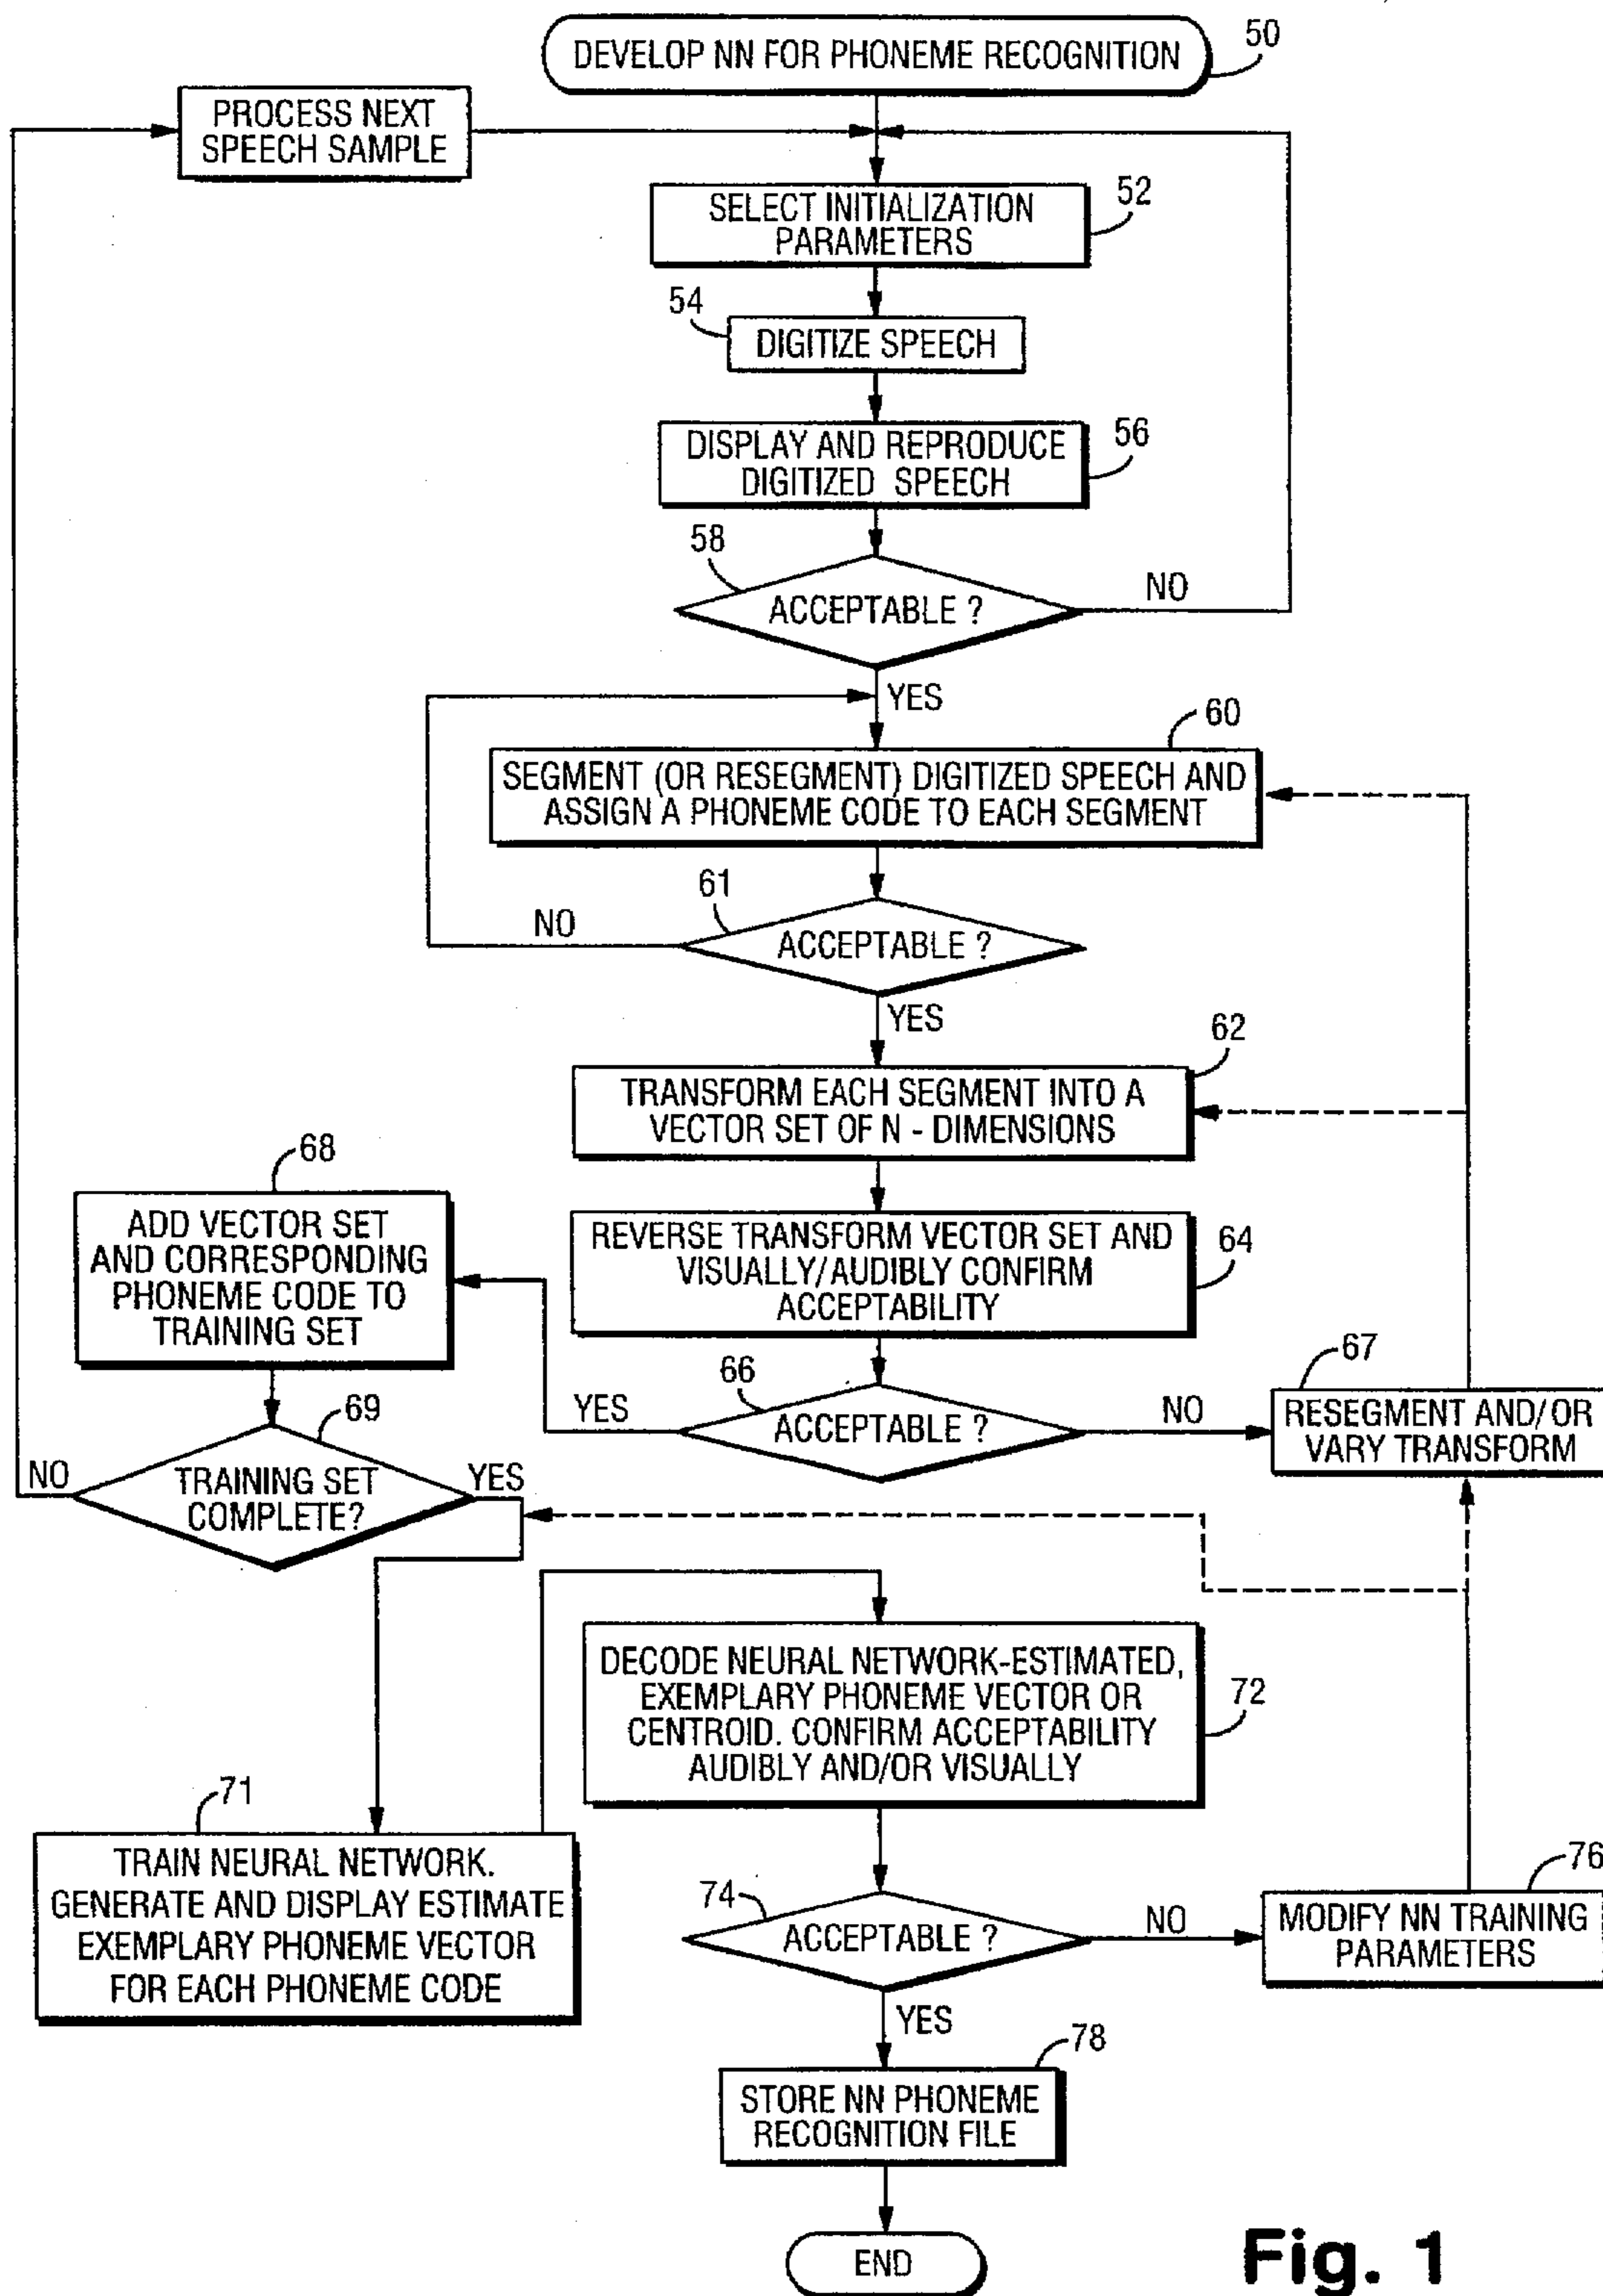 DEVELOP NN FOR PHONEME RECOGNITION
50
PROCESS NEXT
SPEECH SAMPLE
SELECT INITIALIZATION
PARAMETERS
52
54
DIGITIZE SPEECH
DISPLAY AND REPRODUCE
DIGITIZED SPEECH
56
58
ACCEPTABLE ?
NO
YES
60
SEGMENT (OR RESEGMENT) DIGITIZED SPEECH AND
ASSIGN A PHONEME CODE TO EACH SEGMENT
61
NO
ACCEPTABLE ?
YES
62
TRANSFORM EACH SEGMENT INTO A
VECTOR SET OF N - DIMENSIONS
68
ADD VECTOR SET
AND CORRESPONDING
PHONEME CODE TO
TRAINING SET
REVERSE TRANSFORM VECTOR SET AND
VISUALLY/AUDIBLY CONFIRM
ACCEPTABILITY
64
66
YES
ACCEPTABLE ?
NO
67
RESEGMENT AND/OR
VARY TRANSFORM
69
NO
TRAINING SET
COMPLETE?
YES
DECODE NEURAL NETWORK-ESTIMATED,
EXEMPLARY PHONEME VECTOR OR
CENTROID. CONFIRM ACCEPTABILITY
AUDIBLY AND/OR VISUALLY
72
71
TRAIN NEURAL NETWORK.
GENERATE AND DISPLAY ESTIMATE
EXEMPLARY PHONEME VECTOR
FOR EACH PHONEME CODE
74
ACCEPTABLE ?
NO
76
MODIFY NN TRAINING
PARAMETERS
YES
78
STORE NN PHONEME
RECOGNITION FILE
END
Fig. 1